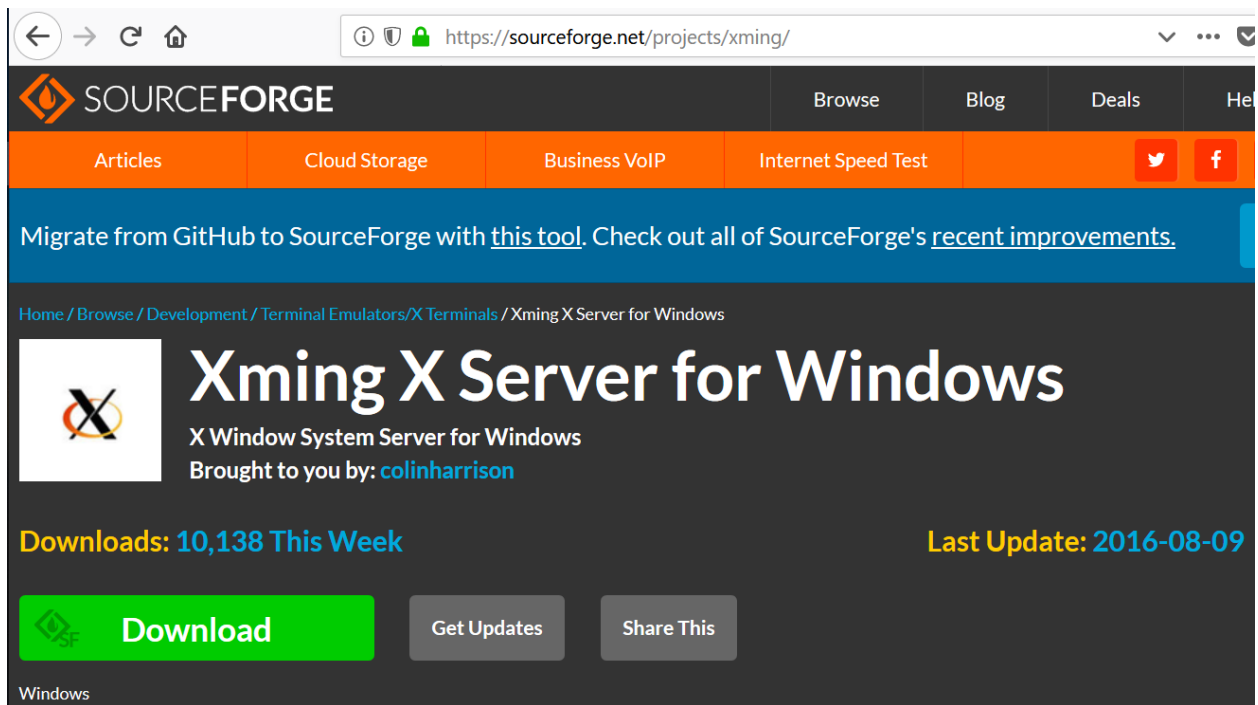 https://sourceforge.net/projects/xming/
SOURCEFORGE
Browse
Blog
Deals
Hel
Articles
Cloud Storage
Business VoIP
Internet Speed Test
Migrate from GitHub to SourceForge with this tool. Check out all of SourceForge's recent improvements.
Home / Browse / Development / Terminal Emulators/X Terminals / Xming X Server for Windows
Xming X Server for Windows
X Window System Server for Windows
Brought to you by: colinharrison
Downloads: 10,138 This Week
Last Update: 2016-08-09
SF
Download
Get Updates
Share This
Windows